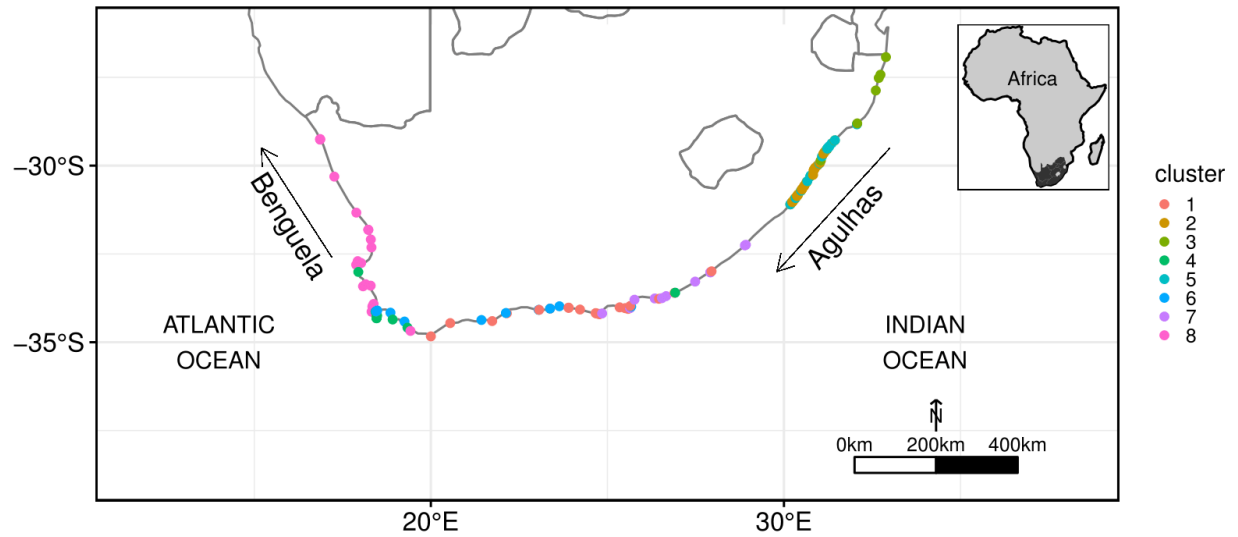 Africa
−30°S
−35°S
Benguela
Agulhas
ATLANTIC
OCEAN
INDIAN
OCEAN
N
0km 200km 400km
20°E 30°E
cluster
1
2
3
4
5
6
7
8